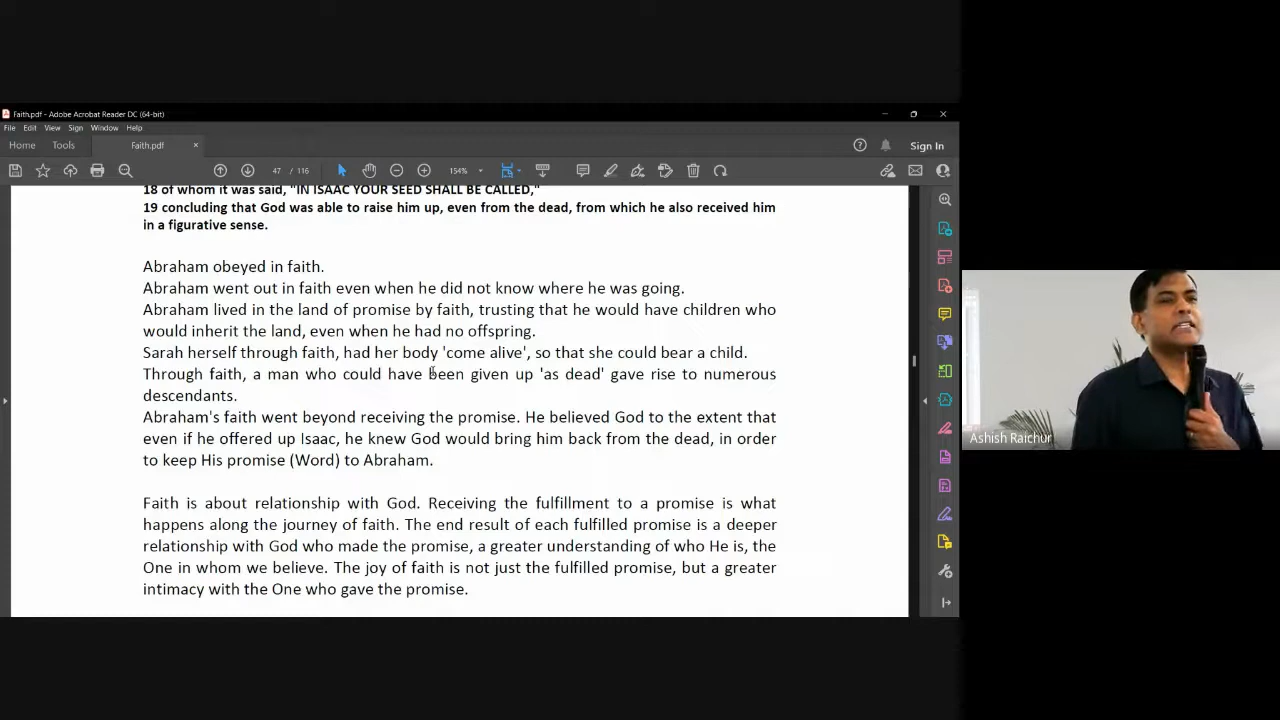 Faith.pdf - Adobe Acrobat Reader DC (64-bit)
File Edit View Sign Window Help
Home Tools Faith.pdf × Sign In
47 / 116 154%
18 of whom it was said, "IN ISAAC YOUR SEED SHALL BE CALLED,"
19 concluding that God was able to raise him up, even from the dead, from which he also received him
in a figurative sense.
Abraham obeyed in faith.
Abraham went out in faith even when he did not know where he was going.
Abraham lived in the land of promise by faith, trusting that he would have children who
would inherit the land, even when he had no offspring.
Sarah herself through faith, had her body 'come alive', so that she could bear a child.
Through faith, a man who could have been given up 'as dead' gave rise to numerous
descendants.
Abraham's faith went beyond receiving the promise. He believed God to the extent that
even if he offered up Isaac, he knew God would bring him back from the dead, in order
to keep His promise (Word) to Abraham.
Faith is about relationship with God. Receiving the fulfillment to a promise is what
happens along the journey of faith. The end result of each fulfilled promise is a deeper
relationship with God who made the promise, a greater understanding of who He is, the
One in whom we believe. The joy of faith is not just the fulfilled promise, but a greater
intimacy with the One who gave the promise.
Ashish Raichur